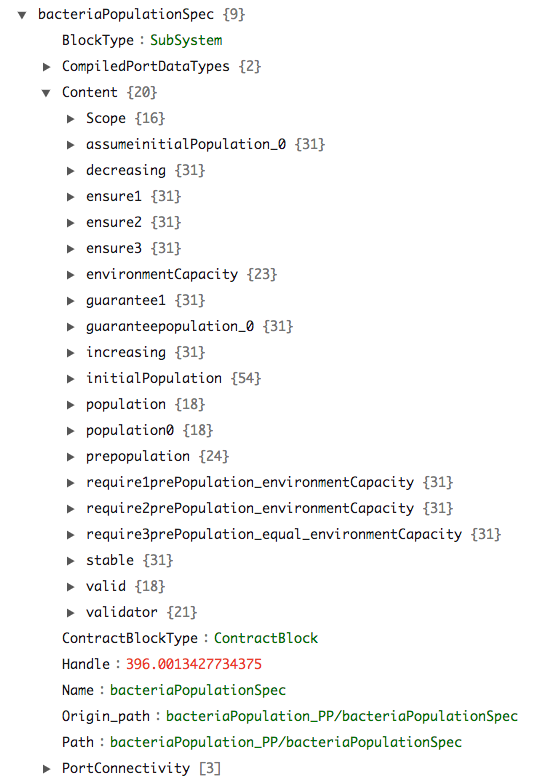 bacteriaPopulationSpec {9}
BlockType : SubSystem
CompiledPortDataTypes {2}
Content {20}
Scope {16}
assumeinitialPopulation_0 {31}
decreasing {31}
ensure1 {31}
ensure2 {31}
ensure3 {31}
environmentCapacity {23}
guarantee1 {31}
guaranteepopulation_0 {31}
increasing {31}
initialPopulation {54}
population {18}
population0 {18}
prepopulation {24}
require1prePopulation_environmentCapacity {31}
require2prePopulation_environmentCapacity {31}
require3prePopulation_equal_environmentCapacity {31}
stable {31}
valid {18}
validator {21}
ContractBlockType : ContractBlock
Handle : 396.0013427734375
Name : bacteriaPopulationSpec
Origin_path : bacteriaPopulation_PP/bacteriaPopulationSpec
Path : bacteriaPopulation_PP/bacteriaPopulationSpec
PortConnectivity [3]